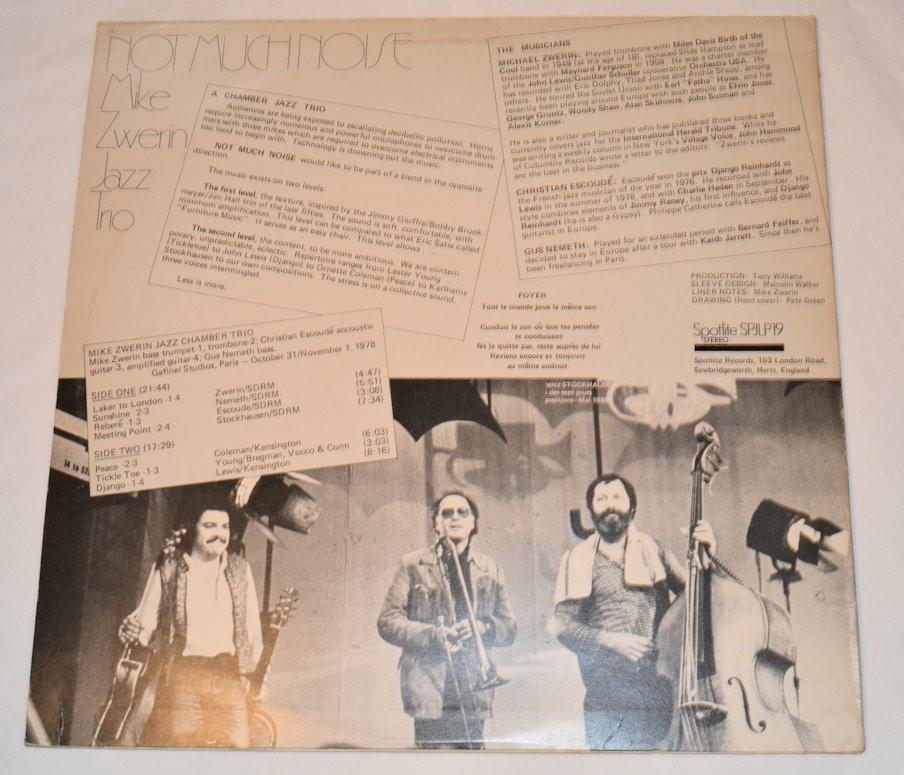 NOT MUCH NOISE
Mike
Zwerin
Jazz
Trio
A CHAMBER JAZZ TRIO
Audiences are being exposed to escallating decibellic pollution. Horns
require increasingly numerous and powerful microphones to overcome drum-
mers with three mikes which are required to overcome electrical instruments
too loud to begin with. Technology is drowning out the music.
NOT MUCH NOISE would like to be part of a trend in the opposite
direction.
The music exists on two levels:
The first level, the texture, inspired by the Jimmy Giuffre/Bobby Brook
meyer/Jim Hall trio of the late fifties. The sound is soft, comfortable, with
minimum amplification. This level can be compared to what Eric Satie called
"Furniture Music". It serves as an easy chair. This level allows . . .
The second level, the content, to be more ambitious. We are contem-
porary, unpredictable, eclectic. Repertoire ranges from Lester Young
(Tickletoe) to John Lewis (Django) to Ornette Coleman (Peace) to Karlheinz
Stockhausen to our own compositions. The stress is on a collective sound,
three voices intermingled.
Less is more.
THE MUSICIANS
MICHAEL ZWERIN: Played trombone with Miles Davis Birth of the
Cool band in 1949 (at the age of 18), replaced Slide Hampton as lead
trombone with Maynard Ferguson in 1959. He was a charter member
of the John Lewis/Gunther Schuller cooperative Orchestra USA. He
has recorded with Eric Dolphy, Thad Jones and Archie Shepp, among
others. He toured the Soviet Union with Earl "Fatha" Hines, and has
recently been playing around Europe with such people as Elvin Jones,
George Gruntz, Woody Shaw, Alan Skidmore, John Surman and
Alexis Korner.
He is also a writer and journalist who has published three books and
currently covers jazz for the International Herald Tribune. While he
was writing a weekly column in New York's Village Voice, John Hammond
of Columbia Records wrote a letter to the editors: "Zwerin's reviews
are the best in the business."
CHRISTIAN ESCOUDÉ: Escoudé won the prix Django Reinhardt as
the French jazz musician of the year in 1976. He recorded with John
Lewis in the summer of 1978, and with Charlie Haden in September. His
style combines elements of Jimmy Raney, his first influence, and Django
Reinhardt (he is also a Gypsy). Philippe Catherine calls Escoudé the best
guitarist in Europe.
GUS NEMETH: Played for an extended period with Bernard Feiffer, and
decided to stay in Europe after a tour with Keith Jarrett. Since then he's
been freelancing in Paris.
PRODUCTION: Tony Williams
SLEEVE DESIGN: Malcolm Walker
LINER NOTES: Mike Zwerin
DRAWING (front cover): Pete Green
FOYER
Tout le monde joue le même son
Conduis le son où que tes pensées
te conduisent
Ne le quitte pas, reste auprès de lui
Reviens encore et toujours
au même endroit.
Spotlite SPJLP19
STEREO
Spotlite Records, 103 London Road,
Sawbridgeworth, Herts, England
MIKE ZWERIN JAZZ CHAMBER TRIO
Mike Zwerin bass trumpet-1, trombone-2; Christian Escoudé accoustic
guitar-3, amplified guitar-4; Gus Nemeth bass.
Gafinel Studios, Paris – October 31/November 1, 1978
SIDE ONE (21:44)
Laker to London -1-4 Zwerin/SDRM (4:47)
Sunshine -2-3 Nemeth/SDRM (5:51)
Reberé -1-3 Escoude/SDRM (3:08)
Meeting Point -2-4 Stockhausen/SDRM (7:34)
SIDE TWO (17:29)
Peace -2-3 Coleman/Kensington (6:03)
Tickle Toe -1-3 Young/Bregman, Vocco & Conn (3:03)
Django -1-4 Lewis/Kensington (8:16)
heinz STOCKHAUSE
i des sept jours
positions - Mai 1968